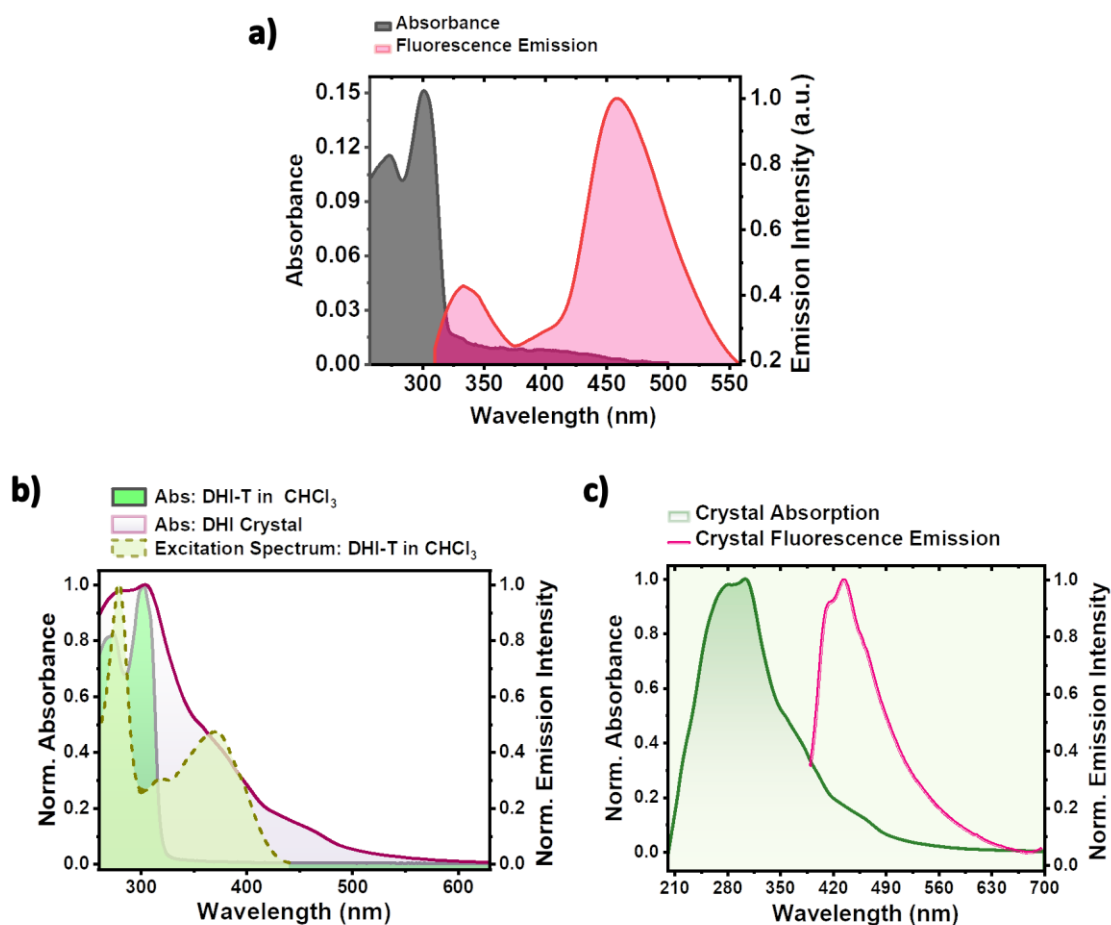 a)
Absorbance
Fluorescence Emission
0.15
0.12
0.09
0.06
0.03
0.00
Absorbance
1.0
0.8
0.6
0.4
0.2
Emission Intensity (a.u.)
300 350 400 450 500 550
Wavelength (nm)
b)
Abs: DHI-T in CHCl3
Abs: DHI Crystal
Excitation Spectrum: DHI-T in CHCl3
1.0
0.8
0.6
0.4
0.2
0.0
Norm. Absorbance
1.0
0.8
0.6
0.4
0.2
0.0
Norm. Emission Intensity
300 400 500 600
Wavelength (nm)
c)
Crystal Absorption
Crystal Fluorescence Emission
1.0
0.8
0.6
0.4
0.2
0.0
Norm. Absorbance
1.0
0.8
0.6
0.4
0.2
0.0
Norm. Emission Intensity
210 280 350 420 490 560 630 700
Wavelength (nm)